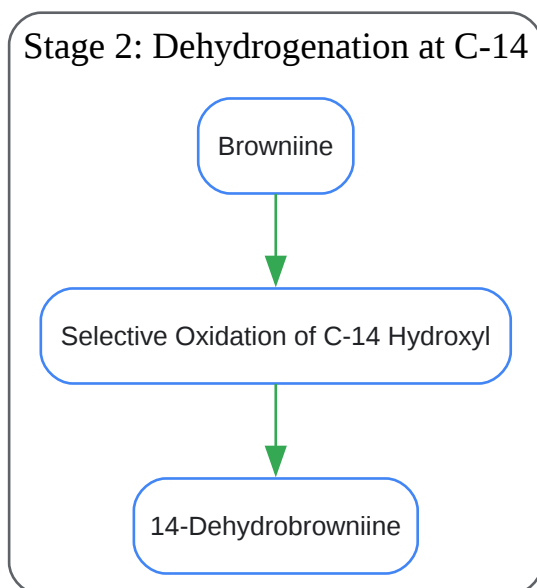 Stage 2: Dehydrogenation at C-14
Browniine
Selective Oxidation of C-14 Hydroxyl
14-Dehydrobrowniine